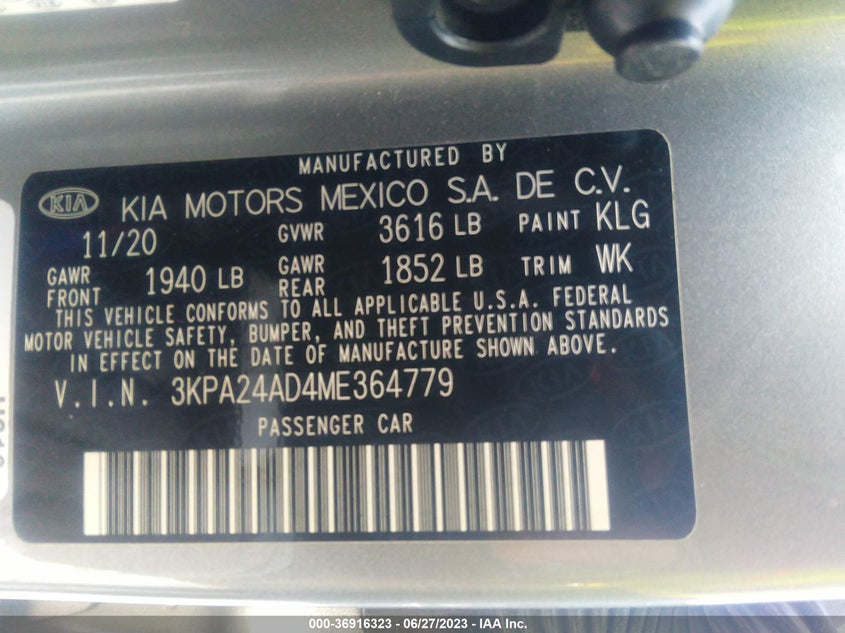 MANUFACTURED BY
KIA KIA MOTORS MEXICO S.A. DE C.V.
11/20 GVWR 3616 LB PAINT KLG
GAWR FRONT 1940 LB GAWR REAR 1852 LB TRIM WK
THIS VEHICLE CONFORMS TO ALL APPLICABLE U.S.A. FEDERAL
MOTOR VEHICLE SAFETY, BUMPER, AND THEFT PREVENTION STANDARDS
IN EFFECT ON THE DATE OF MANUFACTURE SHOWN ABOVE.
V.I.N. 3KPA24AD4ME364779
PASSENGER CAR
000-36916323 - 06/27/2023 - IAA Inc.